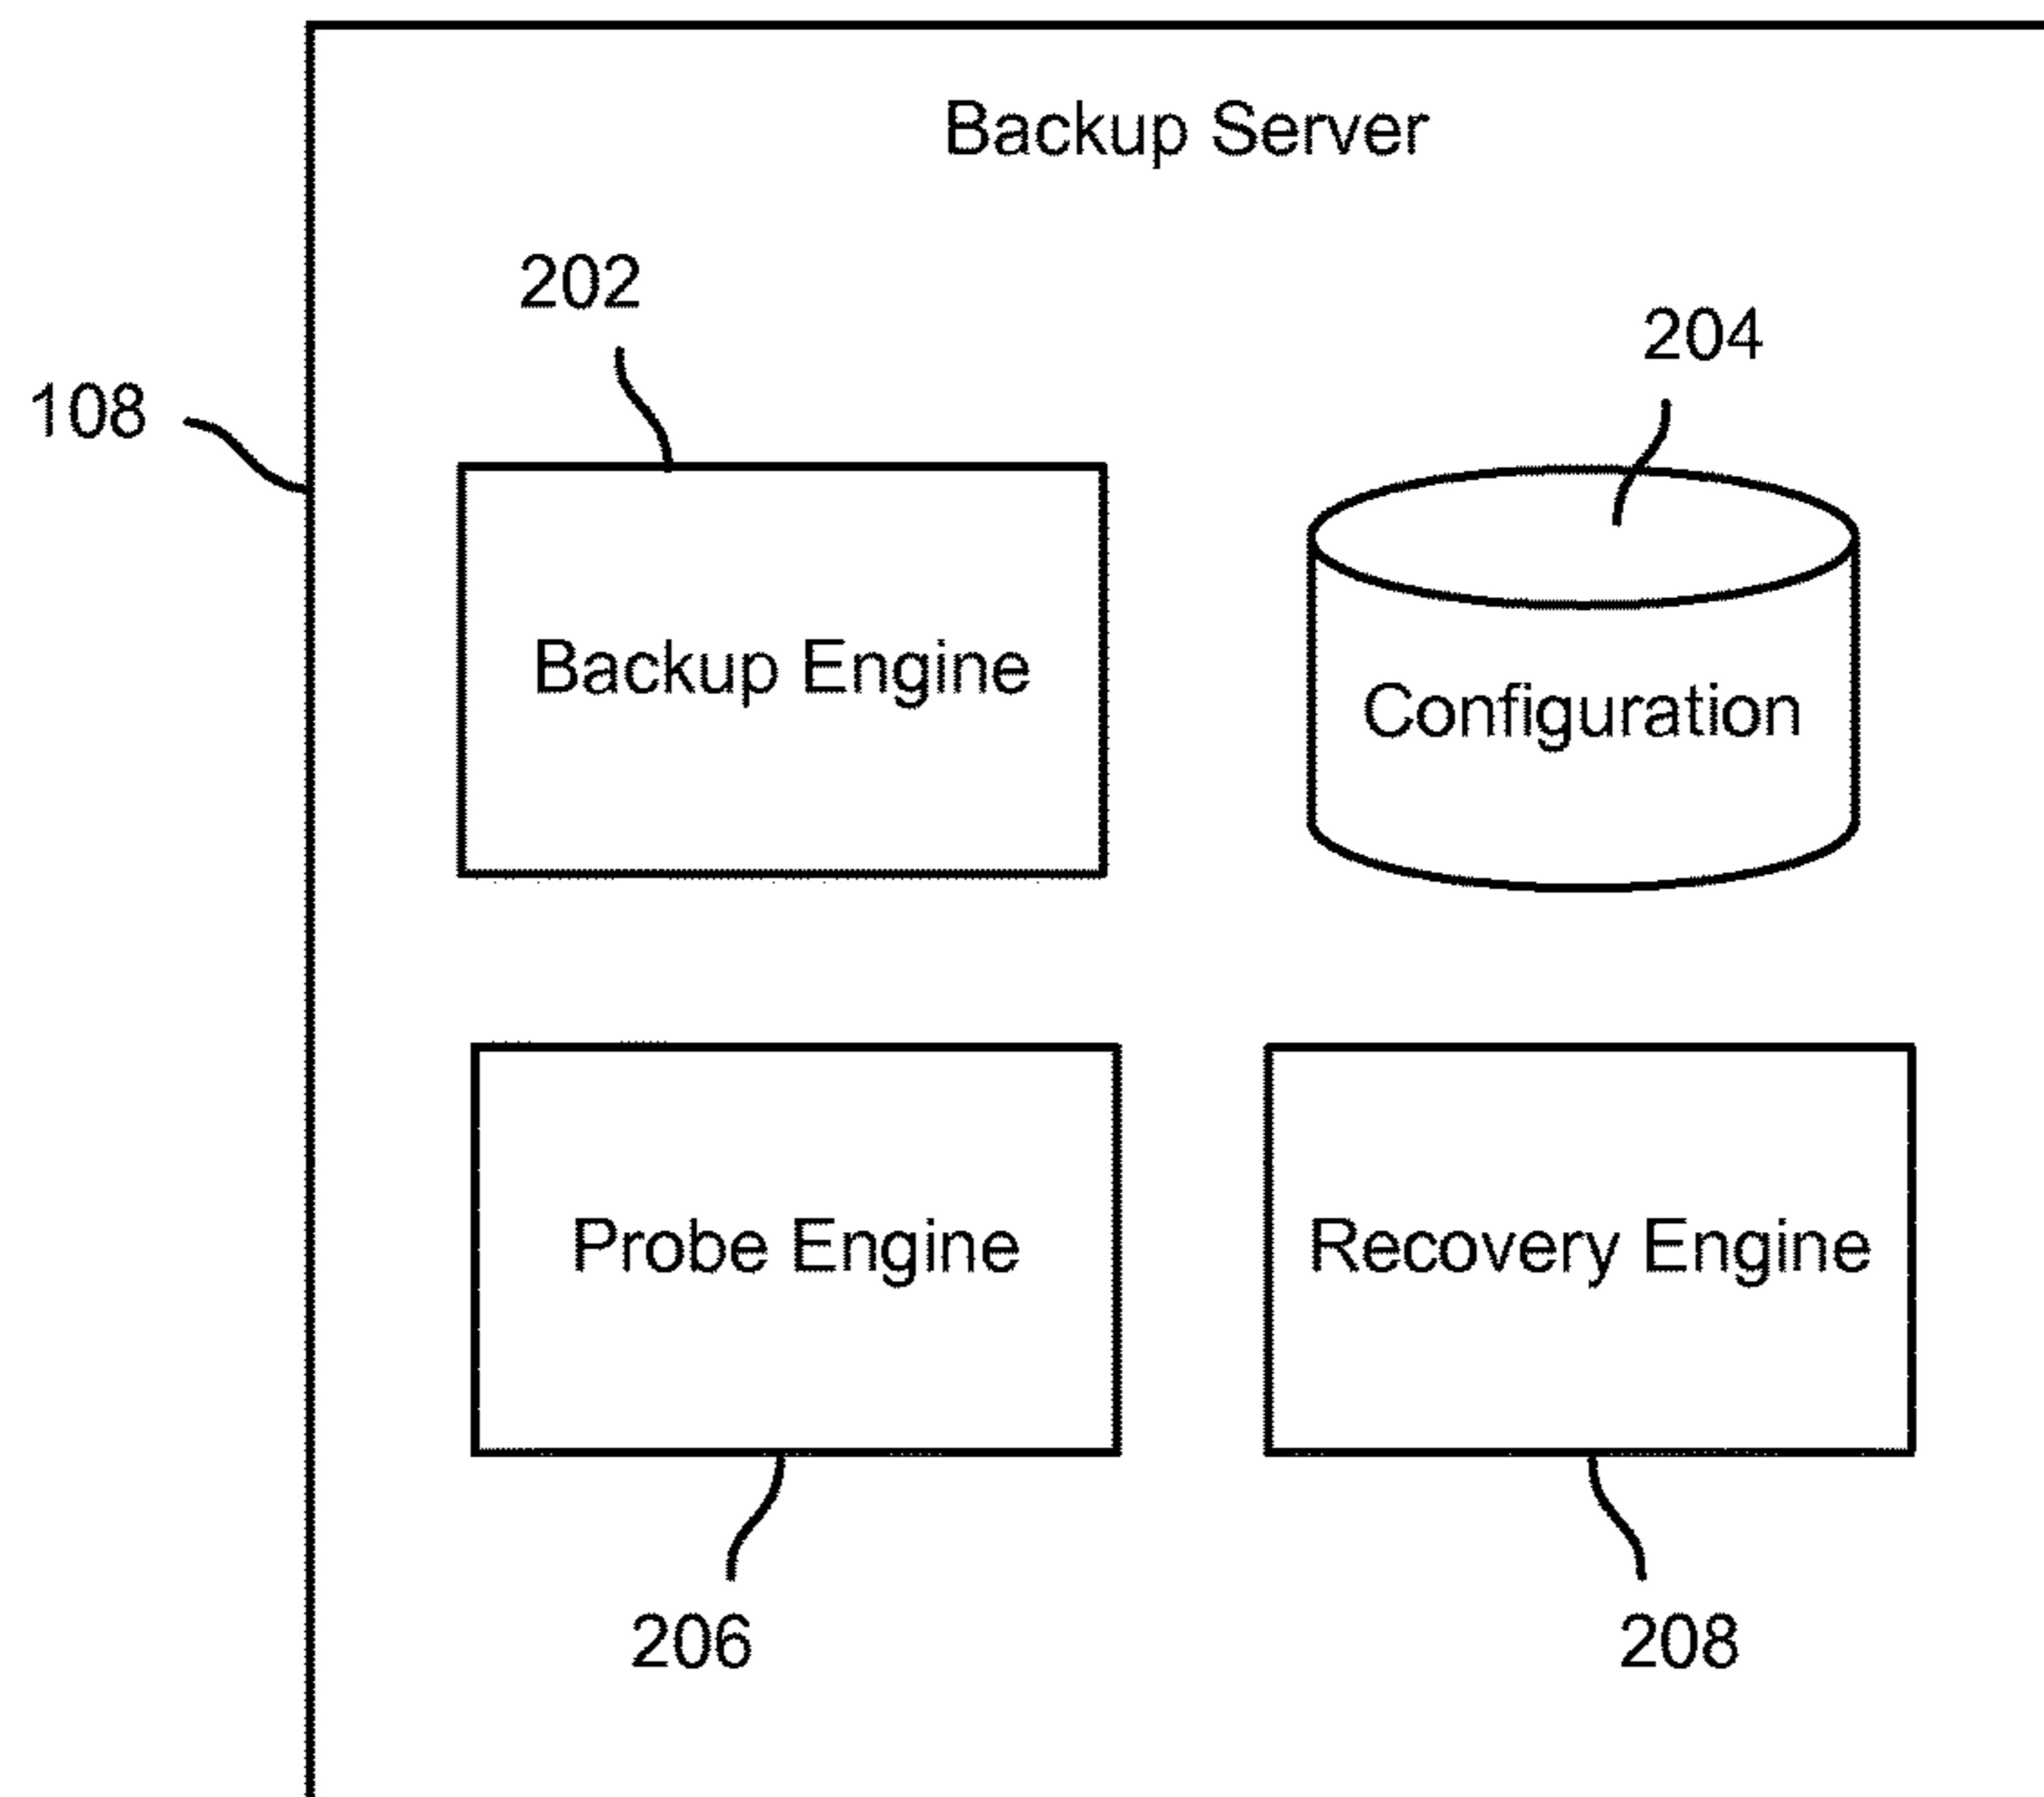 Backup Server
202
204
108
Backup Engine
Configuration
Probe Engine
Recovery Engine
206
208